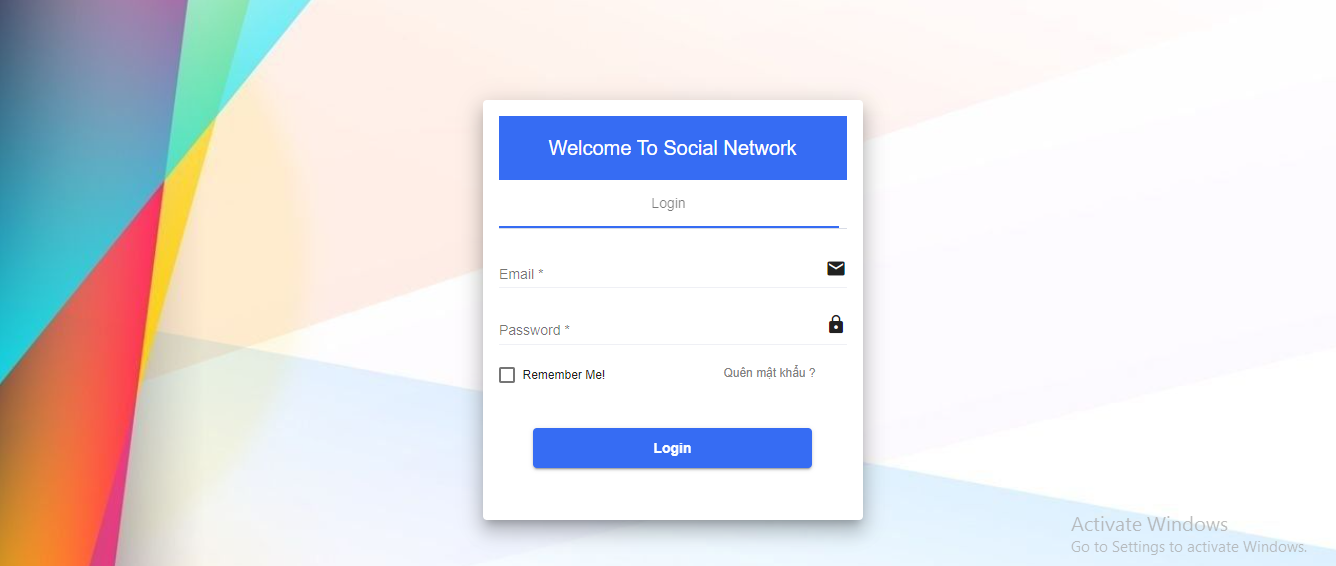 Welcome To Social Network
Login
Email *
Password *
Remember Me! Quên mật khẩu ?
Login
Activate Windows
Go to Settings to activate Windows.